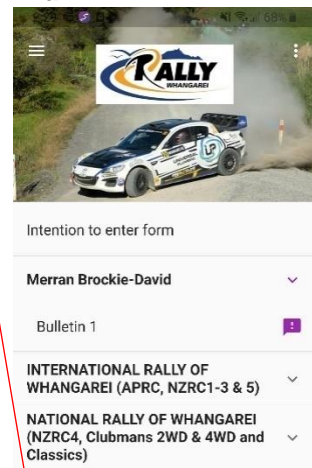 68%
RALLY
WHANGAREI
Intention to enter form
Merran Brockie-David
Bulletin 1
INTERNATIONAL RALLY OF
WHANGAREI (APRC, NZRC1-3 & 5)
NATIONAL RALLY OF WHANGAREI
(NZRC4, Clubmans 2WD & 4WD and
Classics)